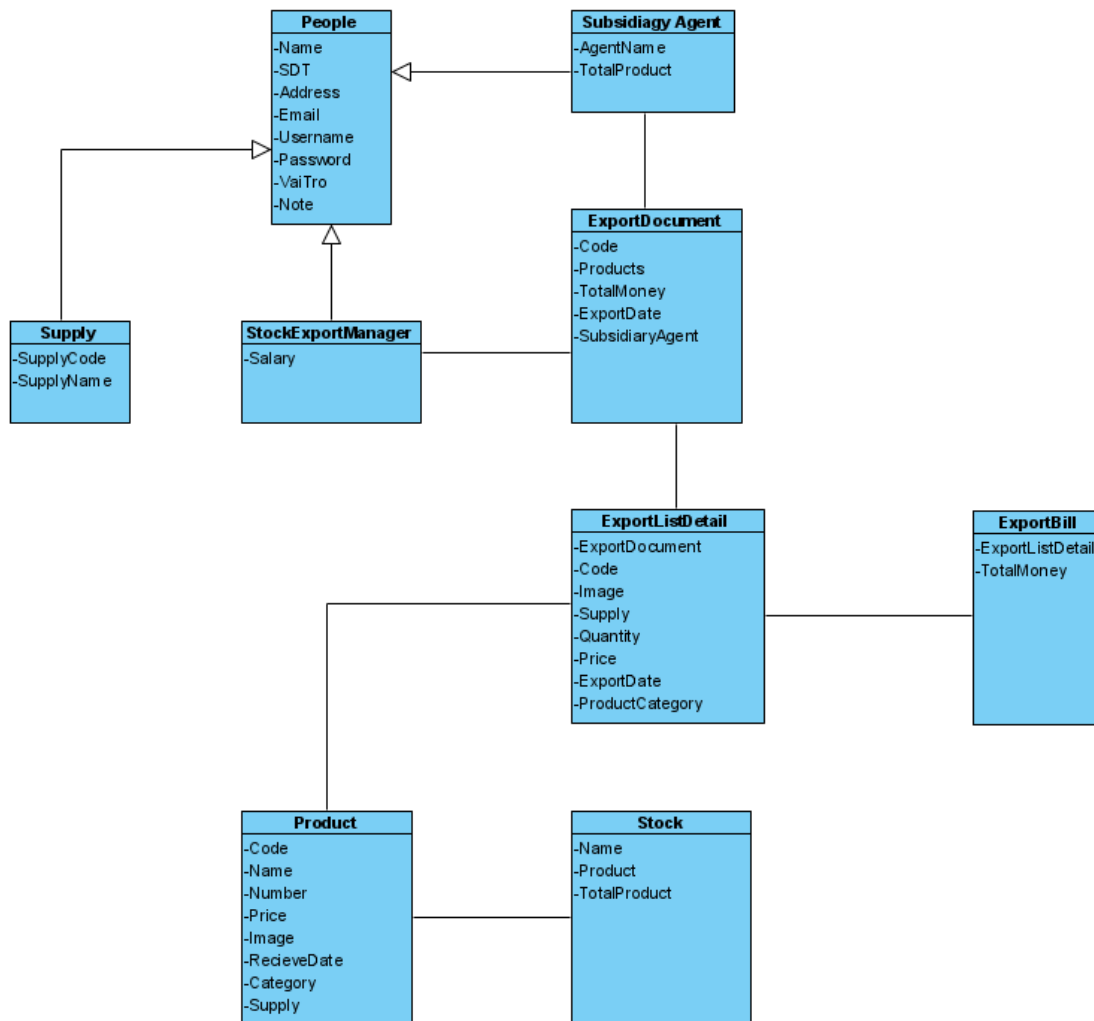 People
-Name
-SDT
-Address
-Email
-Username
-Password
-VaiTro
-Note
Subsidiagy Agent
-AgentName
-TotalProduct
ExportDocument
-Code
-Products
-TotalMoney
-ExportDate
-SubsidiaryAgent
Supply
-SupplyCode
-SupplyName
StockExportManager
-Salary
ExportListDetail
-ExportDocument
-Code
-Image
-Supply
-Quantity
-Price
-ExportDate
-ProductCategory
ExportBill
-ExportListDetail
-TotalMoney
Product
-Code
-Name
-Number
-Price
-Image
-RecieveDate
-Category
-Supply
Stock
-Name
-Product
-TotalProduct